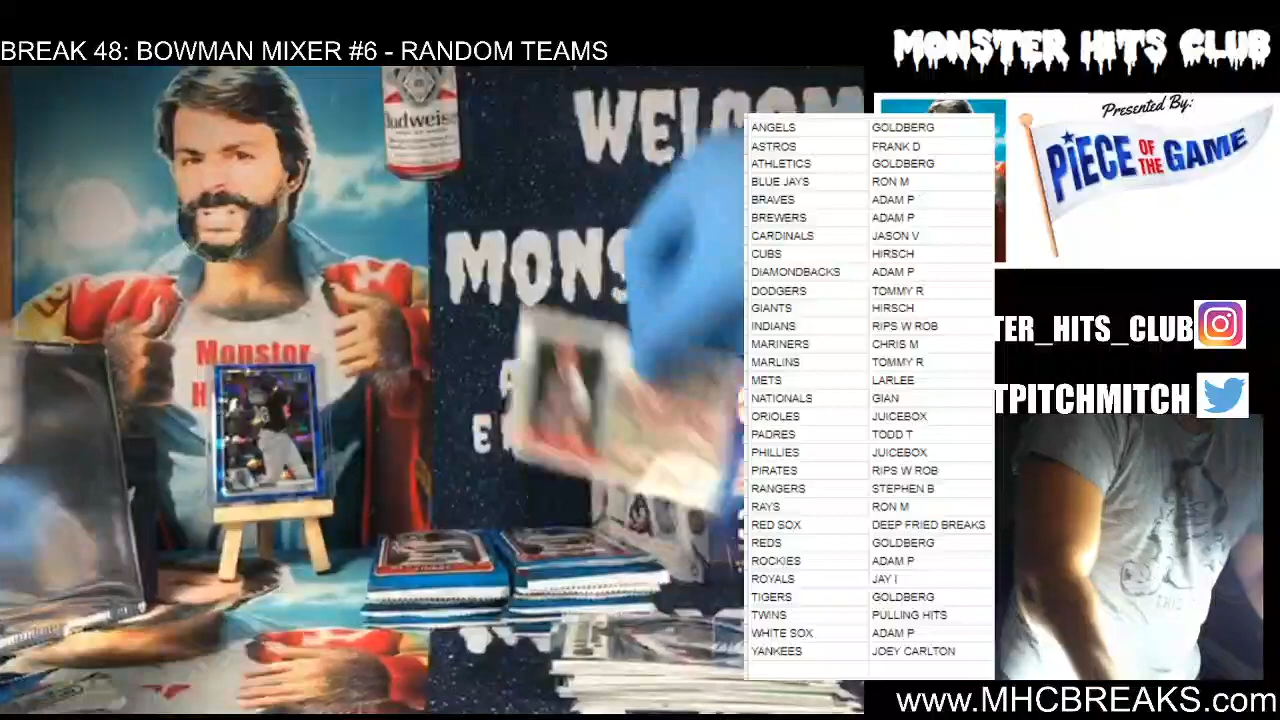 BREAK 48: BOWMAN MIXER #6 - RANDOM TEAMS
MONSTER HITS CLUB
Presented By:
PIECE OF THE GAME
Budweiser
WELCOM
MONS
Monster
H
E
ANGELS GOLDBERG
ASTROS FRANK D
ATHLETICS GOLDBERG
BLUE JAYS RON M
BRAVES ADAM P
BREWERS ADAM P
CARDINALS JASON V
CUBS HIRSCH
DIAMONDBACKS ADAM P
DODGERS TOMMY R
GIANTS HIRSCH
INDIANS RIPS W ROB
MARINERS CHRIS M
MARLINS TOMMY R
METS LARLEE
NATIONALS GIAN
ORIOLES JUICEBOX
PADRES TODD T
PHILLIES JUICEBOX
PIRATES RIPS W ROB
RANGERS STEPHEN B
RAYS RON M
RED SOX DEEP FRIED BREAKS
REDS GOLDBERG
ROCKIES ADAM P
ROYALS JAY I
TIGERS GOLDBERG
TWINS PULLING HITS
WHITE SOX ADAM P
YANKEES JOEY CARLTON
TER_HITS_CLUB
TPITCHMITCH
www.MHCBREAKS.com